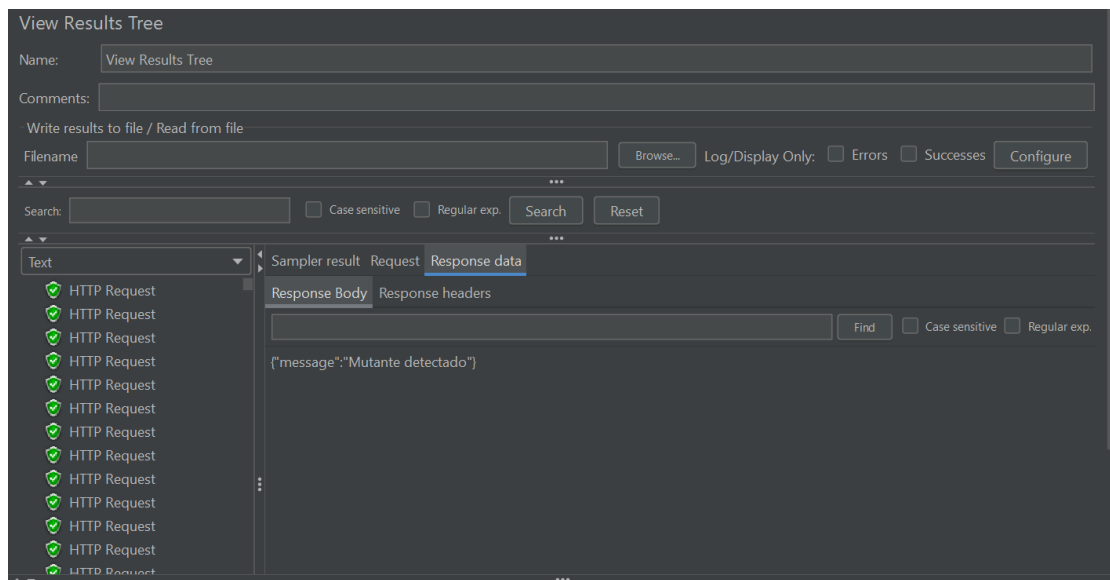 View Results Tree
Name: View Results Tree
Comments:
Write results to file / Read from file
Filename Browse... Log/Display Only: Errors Successes Configure
Search: Case sensitive Regular exp. Search Reset
Text
Sampler result Request Response data
HTTP Request
Response Body Response headers
HTTP Request
Find Case sensitive Regular exp.
HTTP Request
{"message":"Mutante detectado"}
HTTP Request
HTTP Request
HTTP Request
HTTP Request
HTTP Request
HTTP Request
HTTP Request
HTTP Request
HTTP Request
HTTP Request